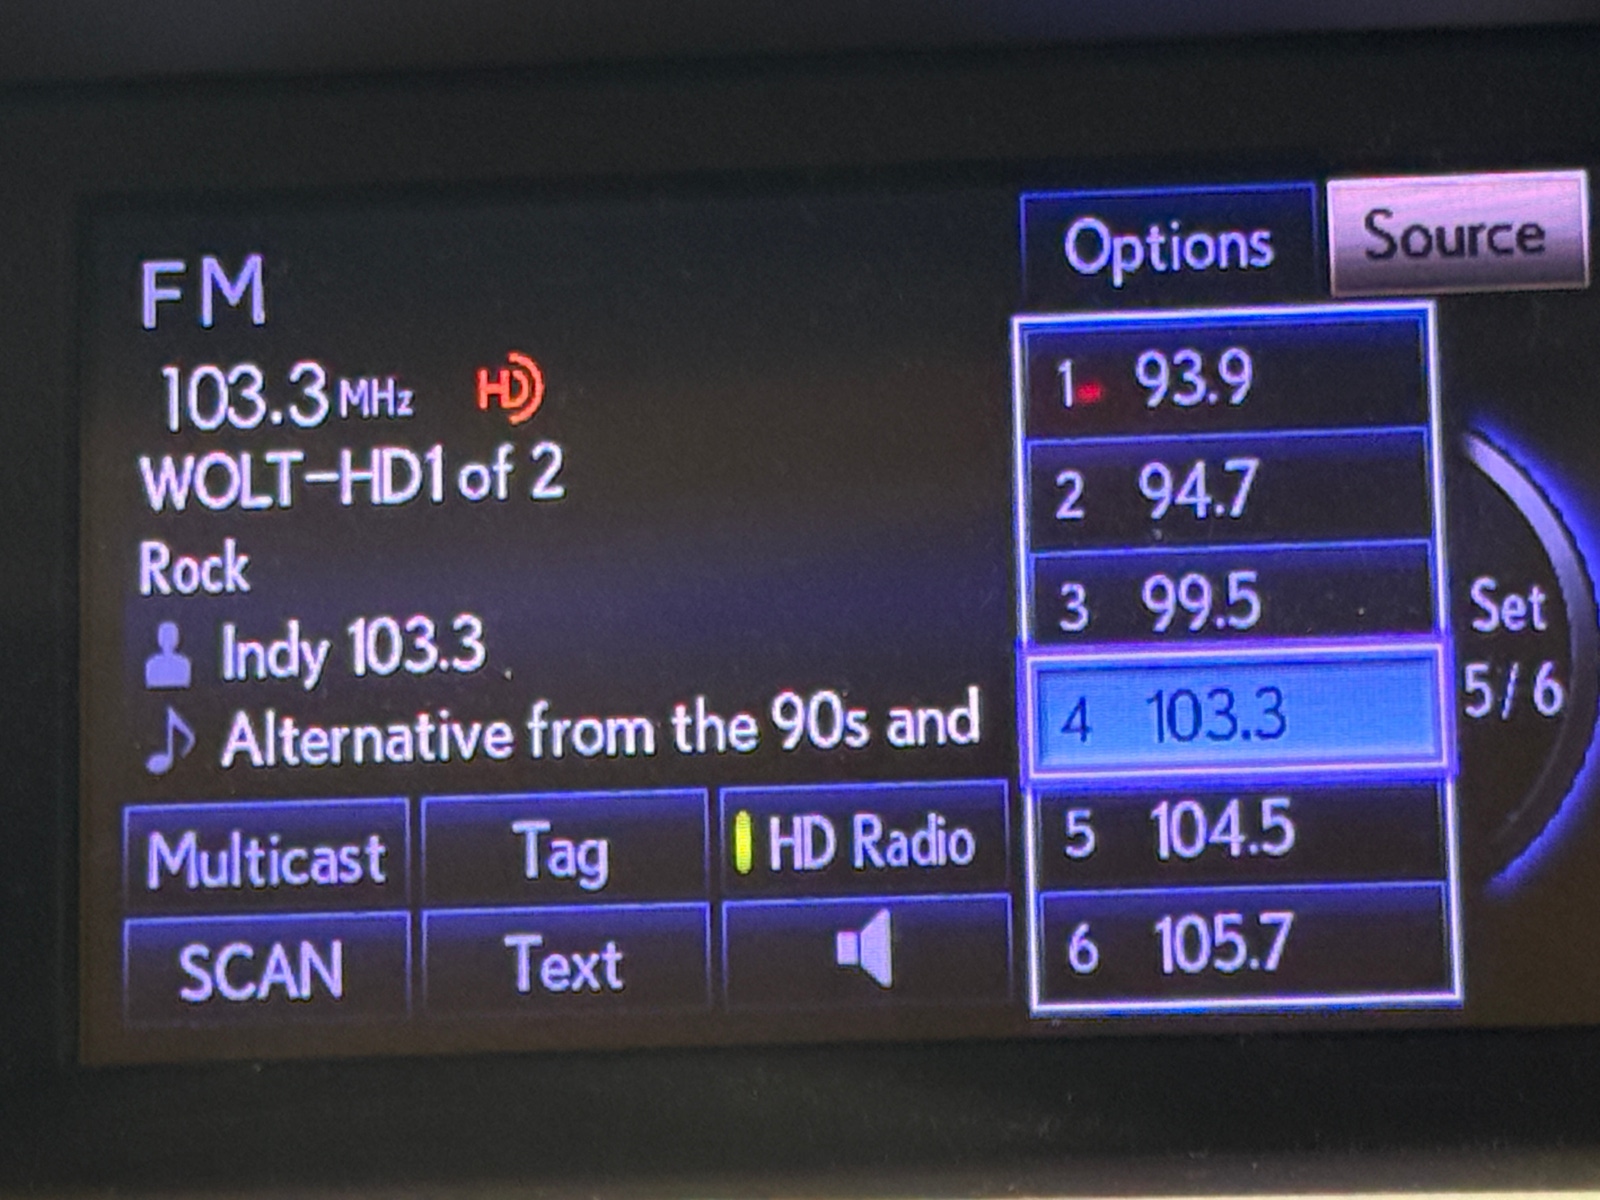 FM
103.3 MHz HD
WOLT-HD1 of 2
Rock
Indy 103.3
Alternative from the 90s and
Multicast
Tag
HD Radio
SCAN
Text
Options
Source
1 93.9
2 94.7
3 99.5
4 103.3
5 104.5
6 105.7
Set
5/6